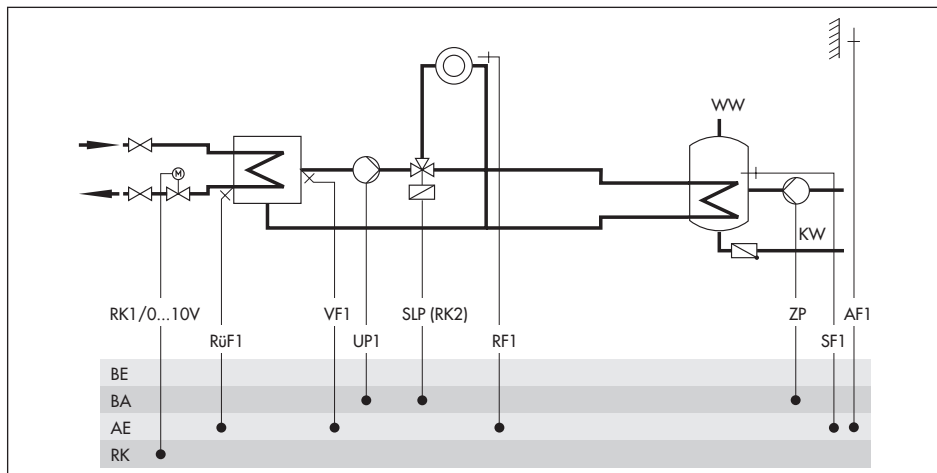 WW
M
KW
RK1/0...10V VF1 SLP (RK2) ZP AF1
RüF1 UP1 RF1 SF1
BE
BA
AE
RK